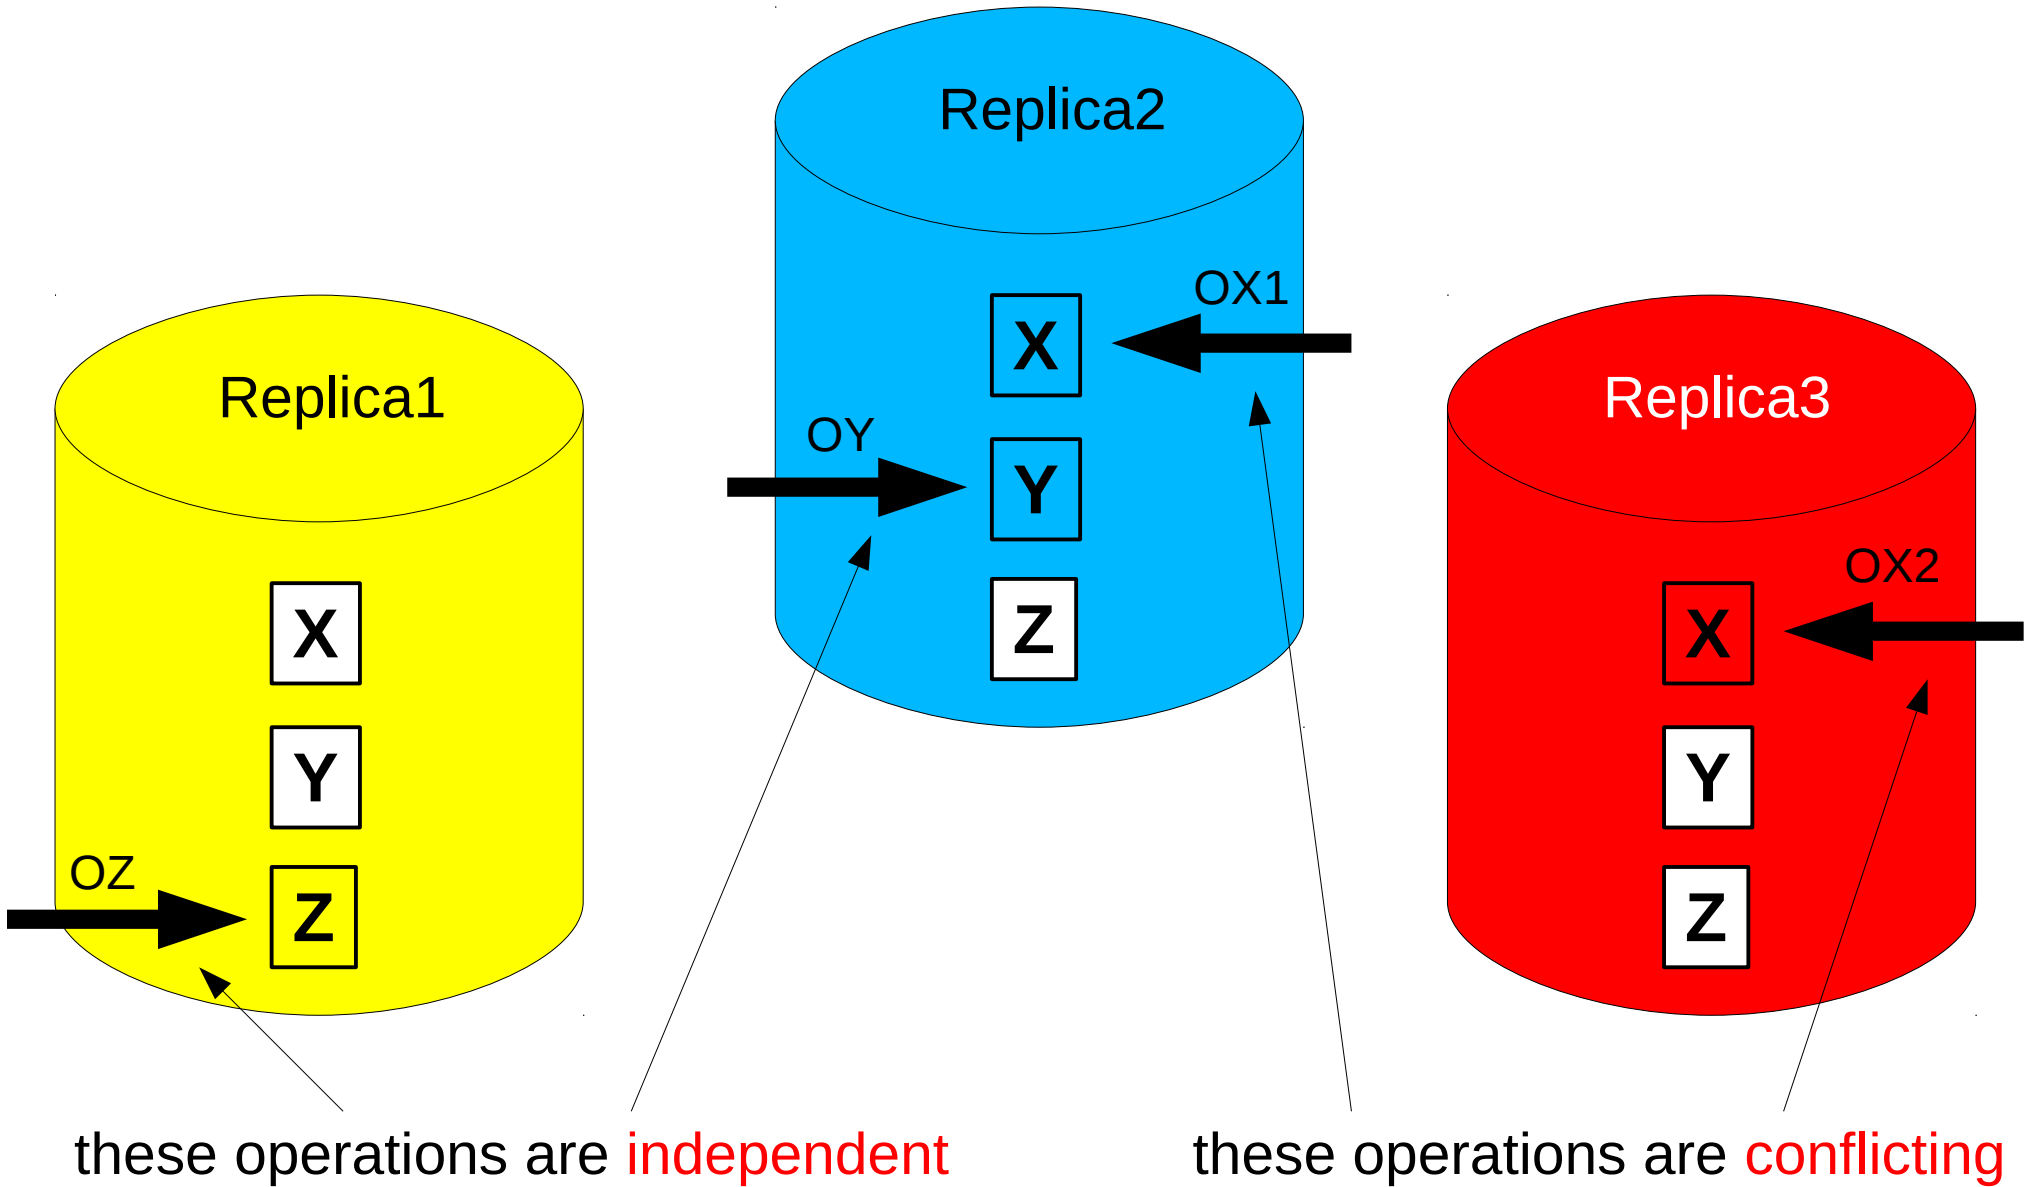 Replica1
X
Y
OZ
Z
Replica2
OX1
X
OY
Y
Z
Replica3
OX2
X
Y
Z
these operations are independent
these operations are conflicting